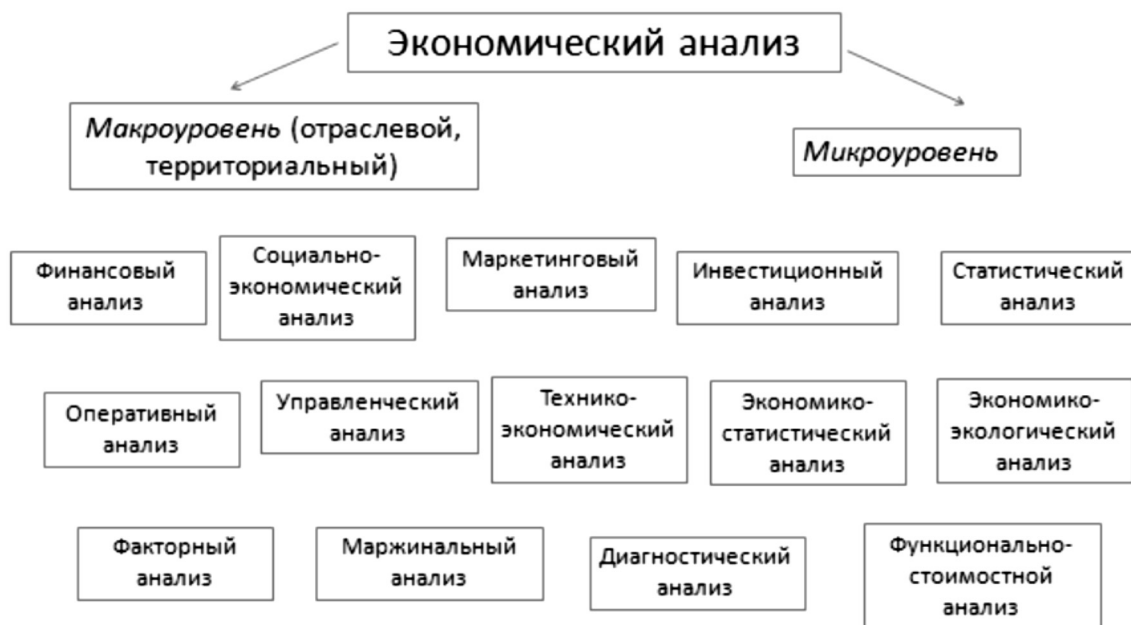 Экономический анализ
Макроуровень (отраслевой,
территориальный)
Микроуровень
Финансовый
анализ
Социально-
экономический
анализ
Маркетинговый
анализ
Инвестиционный
анализ
Статистический
анализ
Оперативный
анализ
Управленческий
анализ
Технико-
экономический
анализ
Экономико-
статистический
анализ
Экономико-
экологический
анализ
Факторный
анализ
Маржинальный
анализ
Диагностический
анализ
Функционально-
стоимостной
анализ